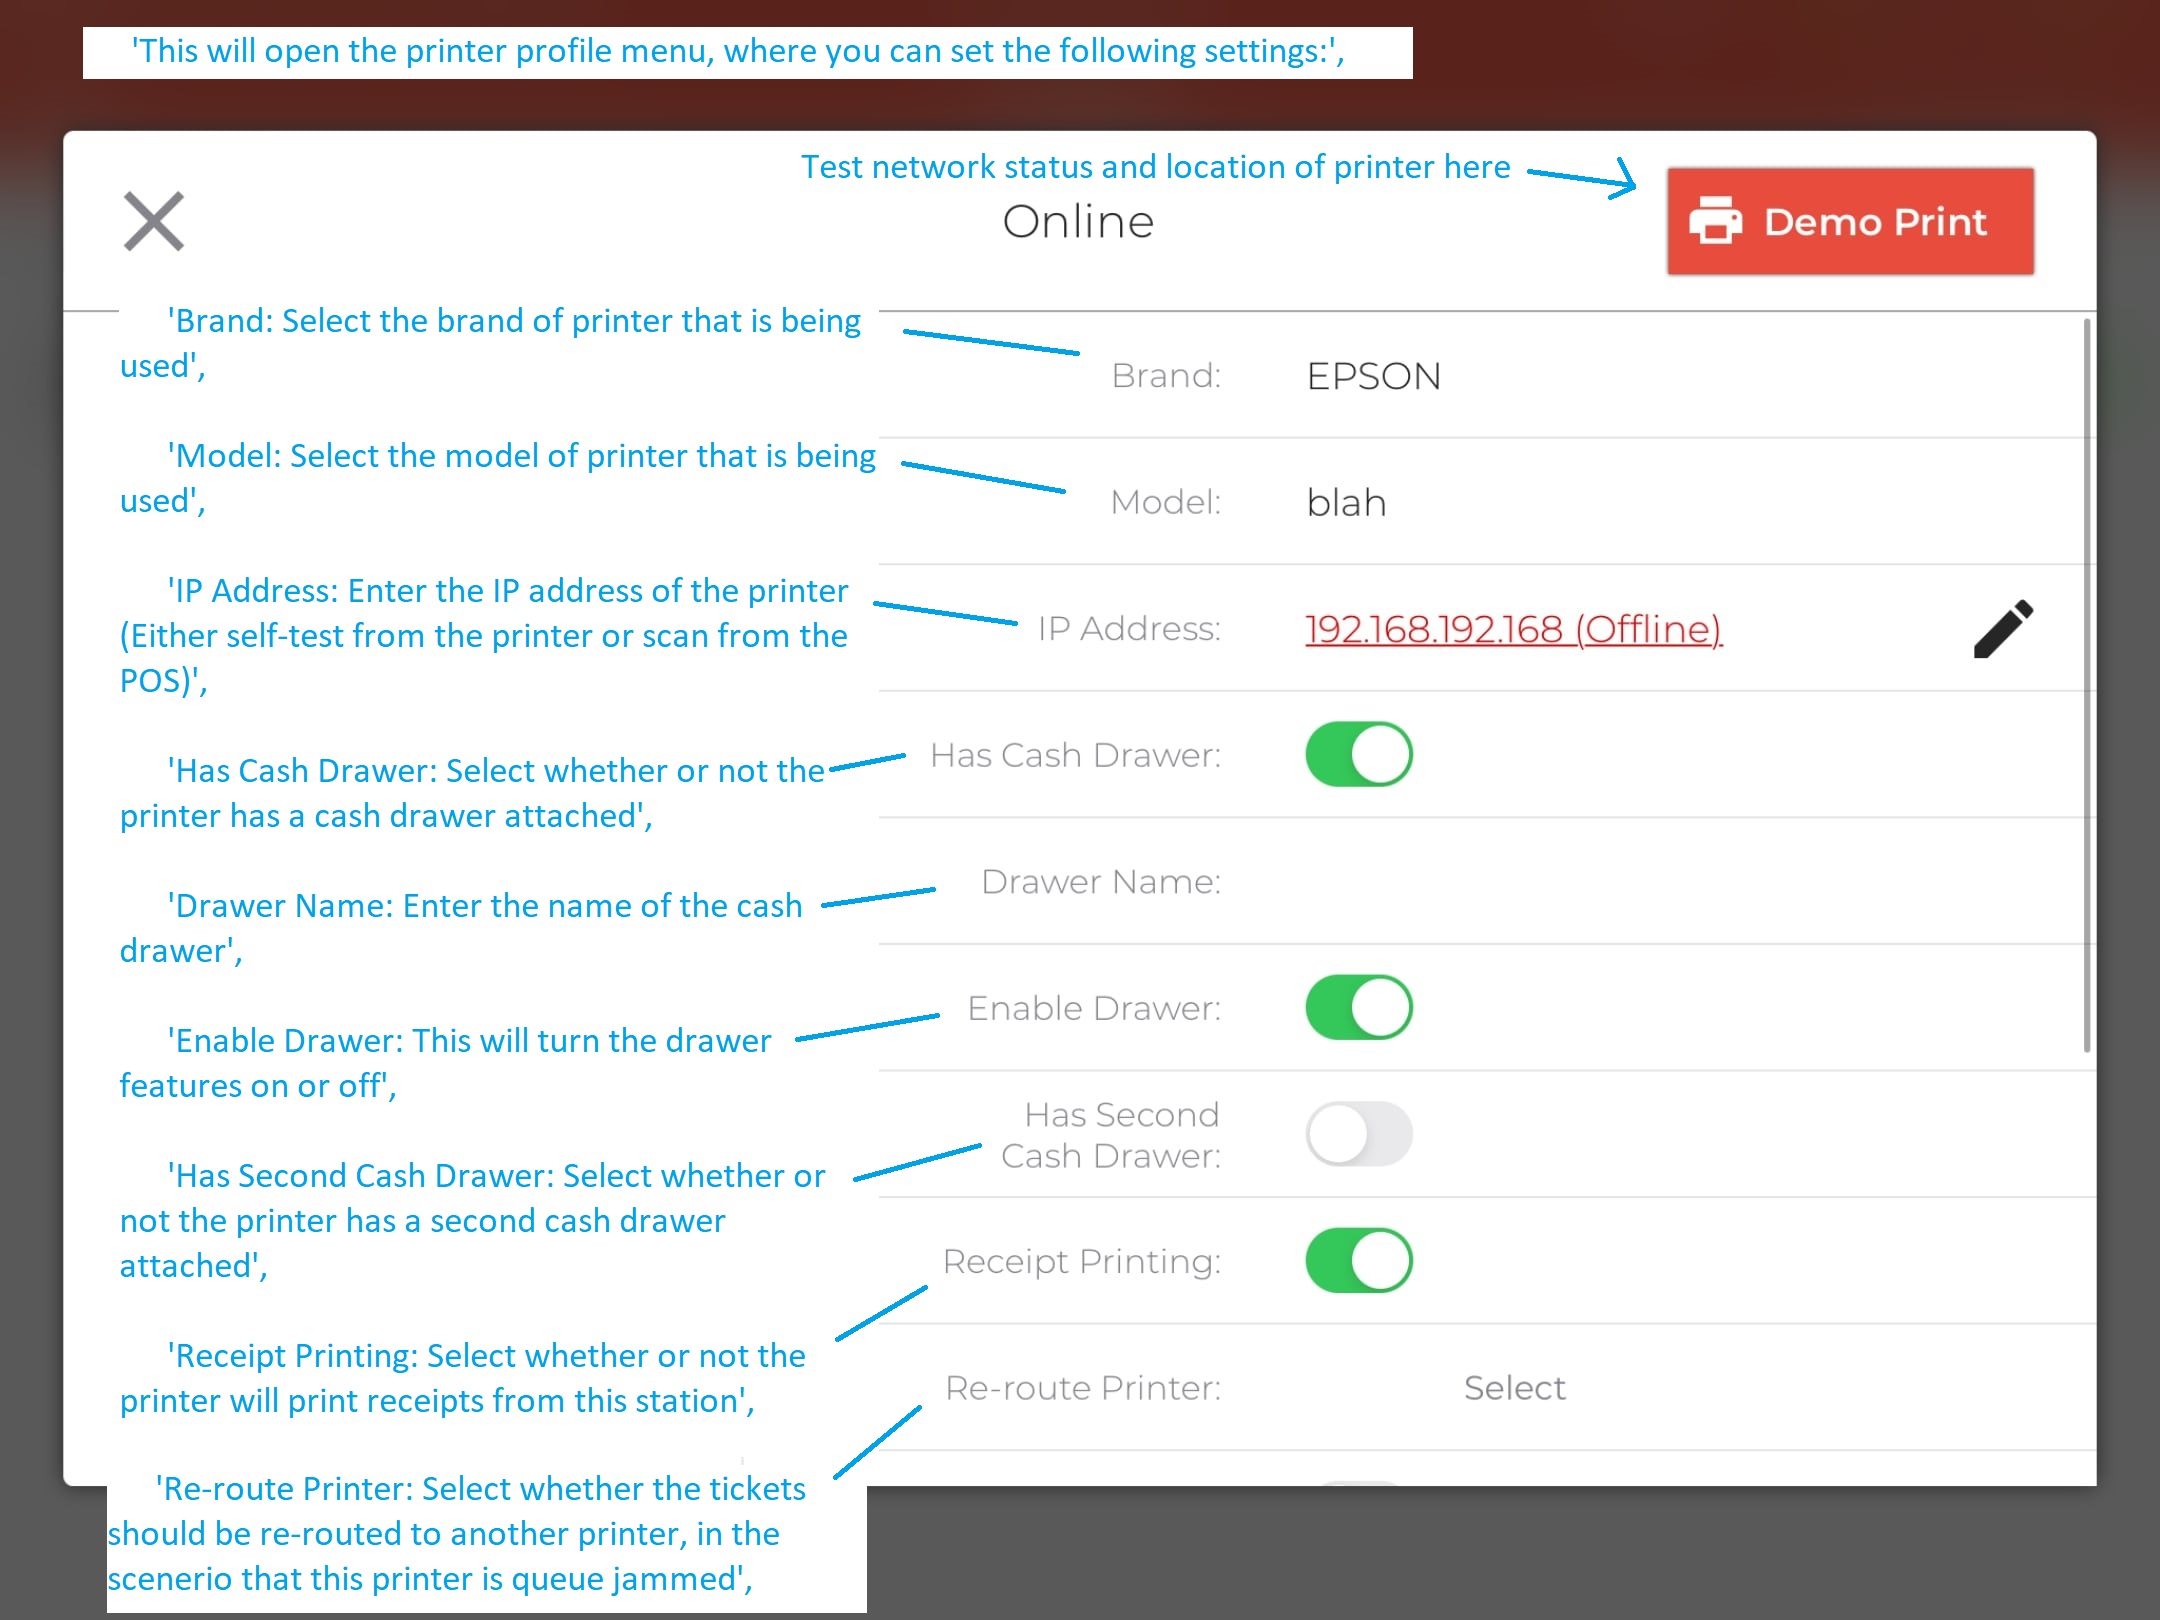 'This will open the printer profile menu, where you can set the following settings:',
Test network status and location of printer here
Online
Demo Print
'Brand: Select the brand of printer that is being
used',
Brand:
EPSON
'Model: Select the model of printer that is being
used',
Model:
blah
'IP Address: Enter the IP address of the printer
(Either self-test from the printer or scan from the
POS)',
IP Address:
192.168.192.168 (Offline)
'Has Cash Drawer: Select whether or not the
printer has a cash drawer attached',
Has Cash Drawer:
'Drawer Name: Enter the name of the cash
drawer',
Drawer Name:
'Enable Drawer: This will turn the drawer
features on or off',
Enable Drawer:
'Has Second Cash Drawer: Select whether or
not the printer has a second cash drawer
attached',
Has Second
Cash Drawer:
'Receipt Printing: Select whether or not the
printer will print receipts from this station',
Receipt Printing:
'Re-route Printer: Select whether the tickets
should be re-routed to another printer, in the
scenerio that this printer is queue jammed',
Re-route Printer:
Select